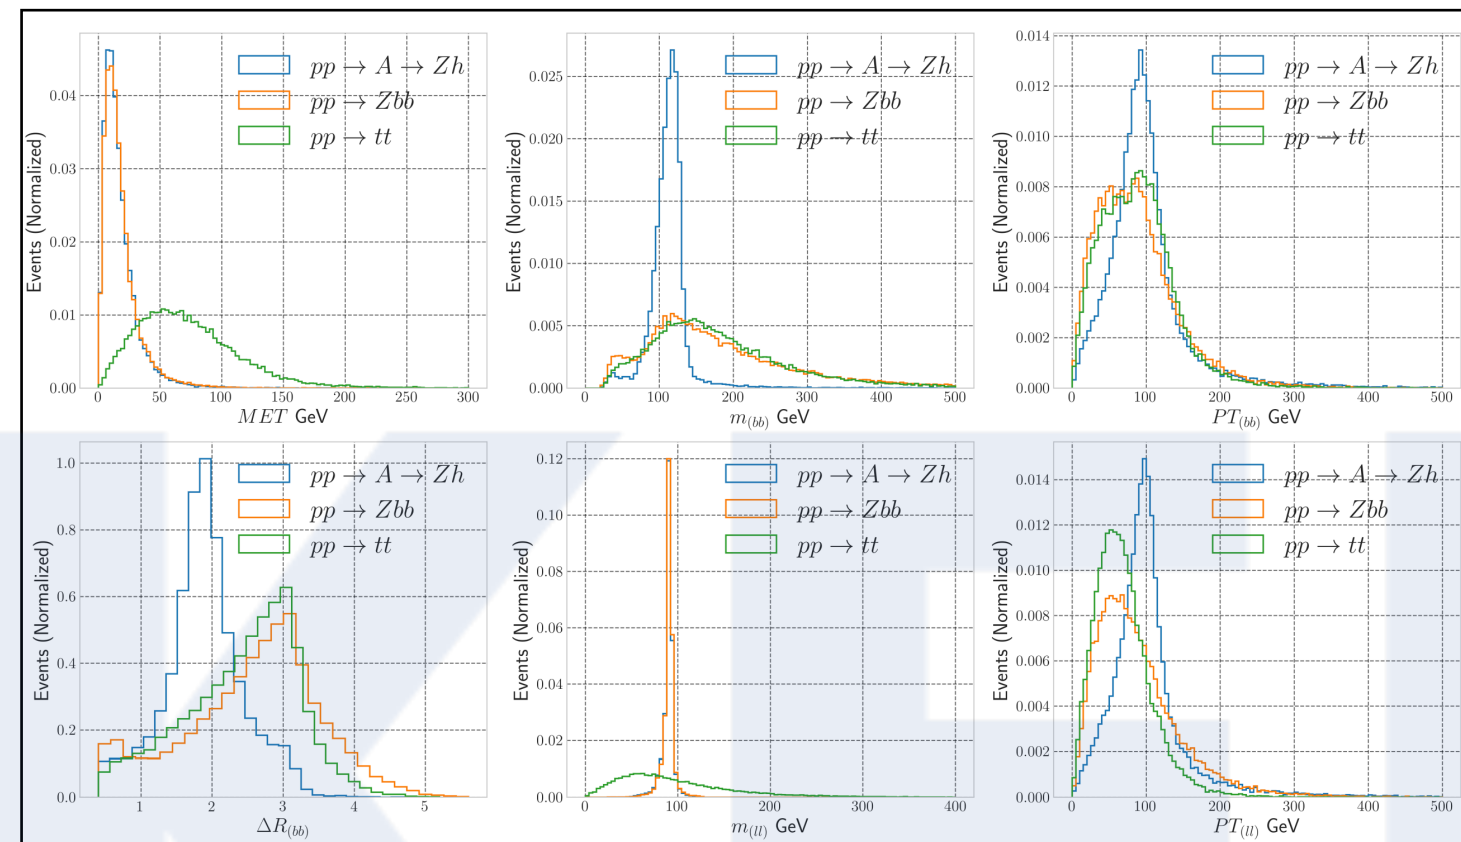 pp → A → Zh
pp → Zbb
pp → tt
Events (Normalized)
0.04
0.03
0.02
0.01
0.00
0 50 100 150 200 250 300
MET GeV
pp → A → Zh
pp → Zbb
pp → tt
Events (Normalized)
0.025
0.020
0.015
0.010
0.005
0.000
0 100 200 300 400 500
m(bb) GeV
pp → A → Zh
pp → Zbb
pp → tt
Events (Normalized)
0.014
0.012
0.010
0.008
0.006
0.004
0.002
0.000
0 100 200 300 400 500
PT(bb) GeV
pp → A → Zh
pp → Zbb
pp → tt
Events (Normalized)
1.0
0.8
0.6
0.4
0.2
0.0
1 2 3 4 5
ΔR(bb)
pp → A → Zh
pp → Zbb
pp → tt
Events (Normalized)
0.12
0.10
0.08
0.06
0.04
0.02
0.00
0 100 200 300 400
m(ll) GeV
pp → A → Zh
pp → Zbb
pp → tt
Events (Normalized)
0.014
0.012
0.010
0.008
0.006
0.004
0.002
0.000
0 100 200 300 400 500
PT(ll) GeV